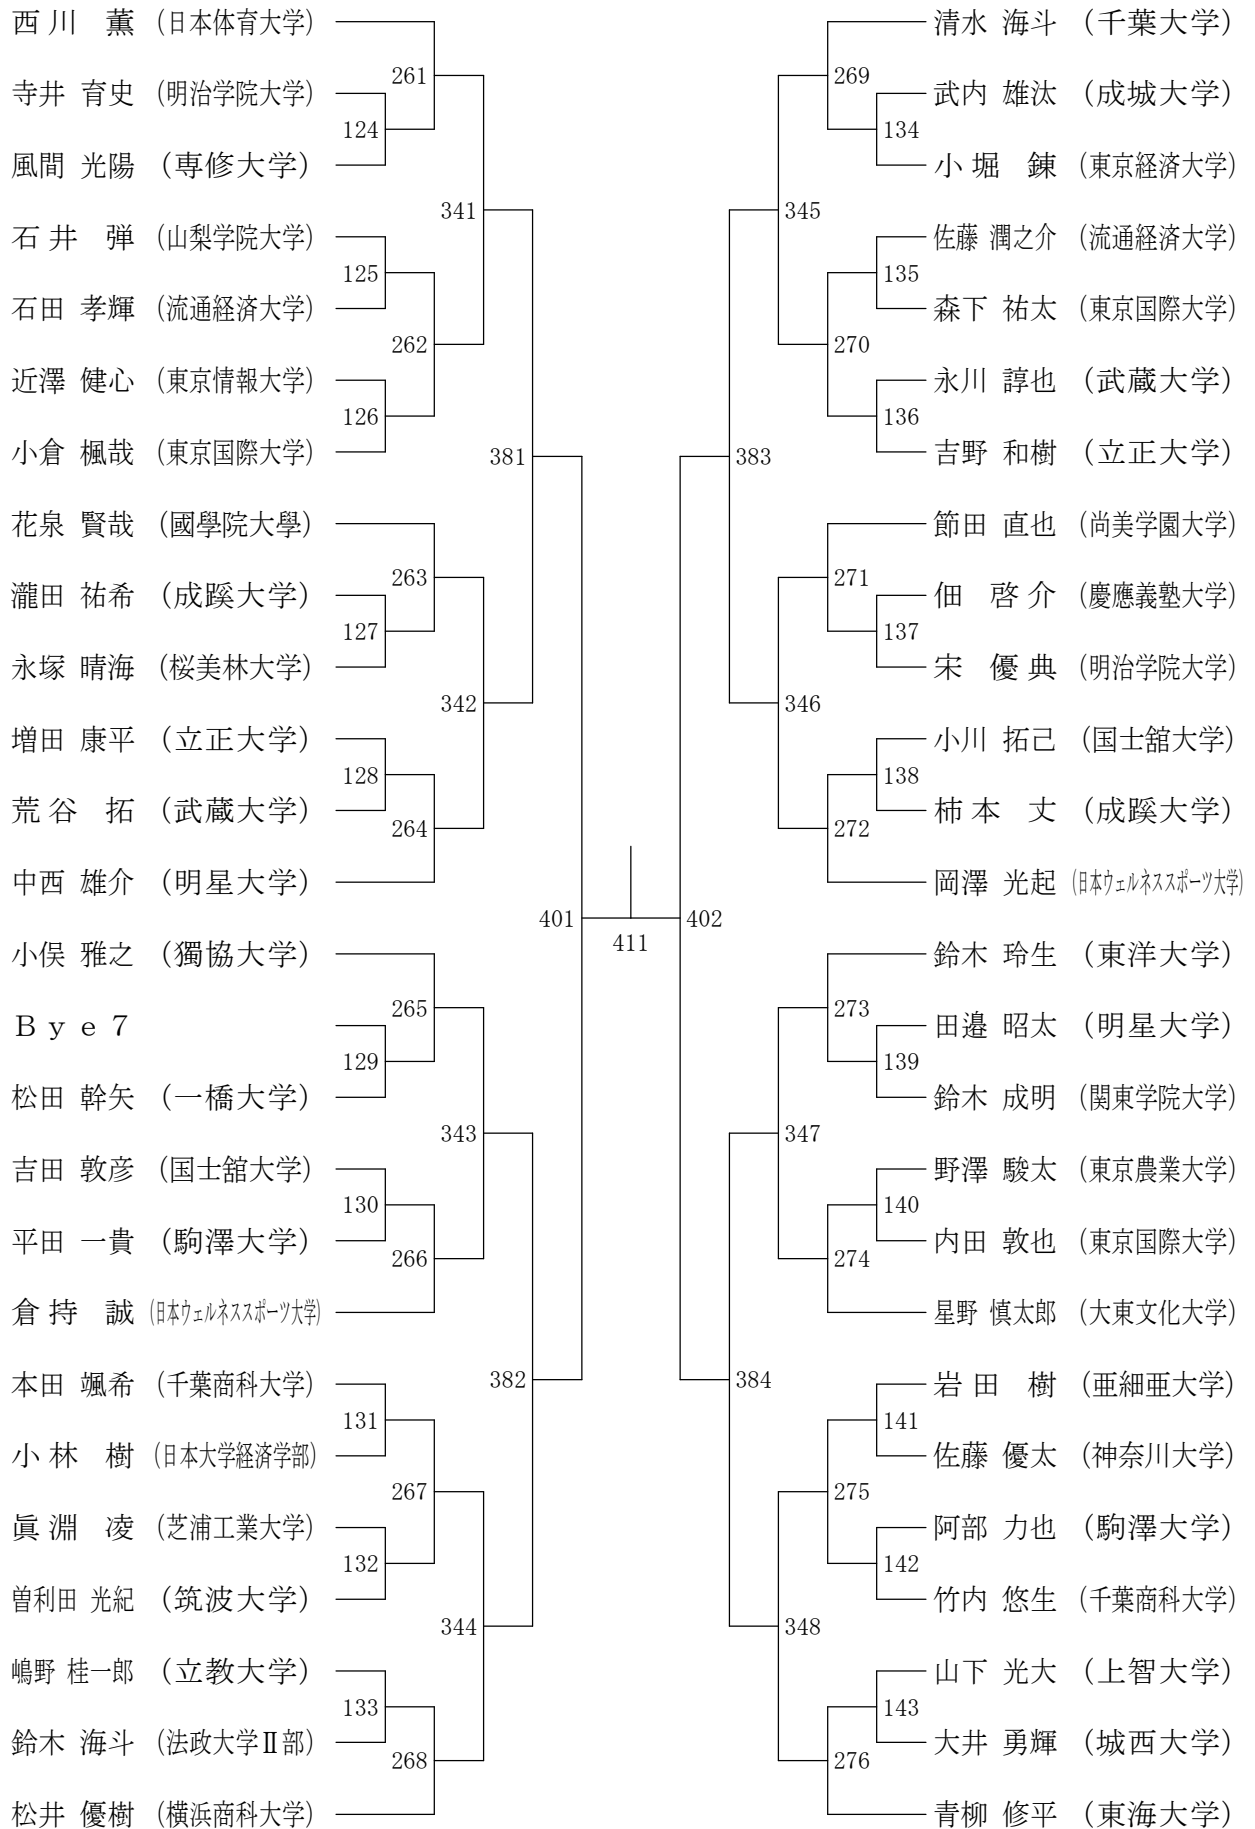 西川 薫 (日本体育大学)
261
寺井 育史 (明治学院大学)
124
風間 光陽 (専修大学)
341
石井 弾 (山梨学院大学)
125
石田 孝輝 (流通経済大学)
262
近澤 健心 (東京情報大学)
126
小倉 楓哉 (東京国際大学)
381
花泉 賢哉 (國學院大學)
263
瀧田 祐希 (成蹊大学)
127
永塚 晴海 (桜美林大学)
342
増田 康平 (立正大学)
128
荒谷 拓 (武蔵大学)
264
中西 雄介 (明星大学)
401
小俣 雅之 (獨協大学)
265
Bye7
129
松田 幹矢 (一橋大学)
343
吉田 敦彦 (国士舘大学)
130
平田 一貴 (駒澤大学)
266
倉持 誠 (日本ウェルネススポーツ大学)
382
本田 颯希 (千葉商科大学)
131
小林 樹 (日本大学経済学部)
267
眞淵 凌 (芝浦工業大学)
132
曽利田 光紀 (筑波大学)
344
嶋野 桂一郎 (立教大学)
133
鈴木 海斗 (法政大学Ⅱ部)
268
松井 優樹 (横浜商科大学)
411
清水 海斗 (千葉大学)
269
武内 雄汰 (成城大学)
134
小堀 錬 (東京経済大学)
345
佐藤 潤之介 (流通経済大学)
135
森下 祐太 (東京国際大学)
270
永川 諄也 (武蔵大学)
136
吉野 和樹 (立正大学)
383
節田 直也 (尚美学園大学)
271
佃 啓介 (慶應義塾大学)
137
宋 優典 (明治学院大学)
346
小川 拓己 (国士舘大学)
138
柿本 丈 (成蹊大学)
272
岡澤 光起 (日本ウェルネススポーツ大学)
402
鈴木 玲生 (東洋大学)
273
田邉 昭太 (明星大学)
139
鈴木 成明 (関東学院大学)
347
野澤 駿太 (東京農業大学)
140
内田 敦也 (東京国際大学)
274
星野 慎太郎 (大東文化大学)
384
岩田 樹 (亜細亜大学)
141
佐藤 優太 (神奈川大学)
275
阿部 力也 (駒澤大学)
142
竹内 悠生 (千葉商科大学)
348
山下 光大 (上智大学)
143
大井 勇輝 (城西大学)
276
青柳 修平 (東海大学)